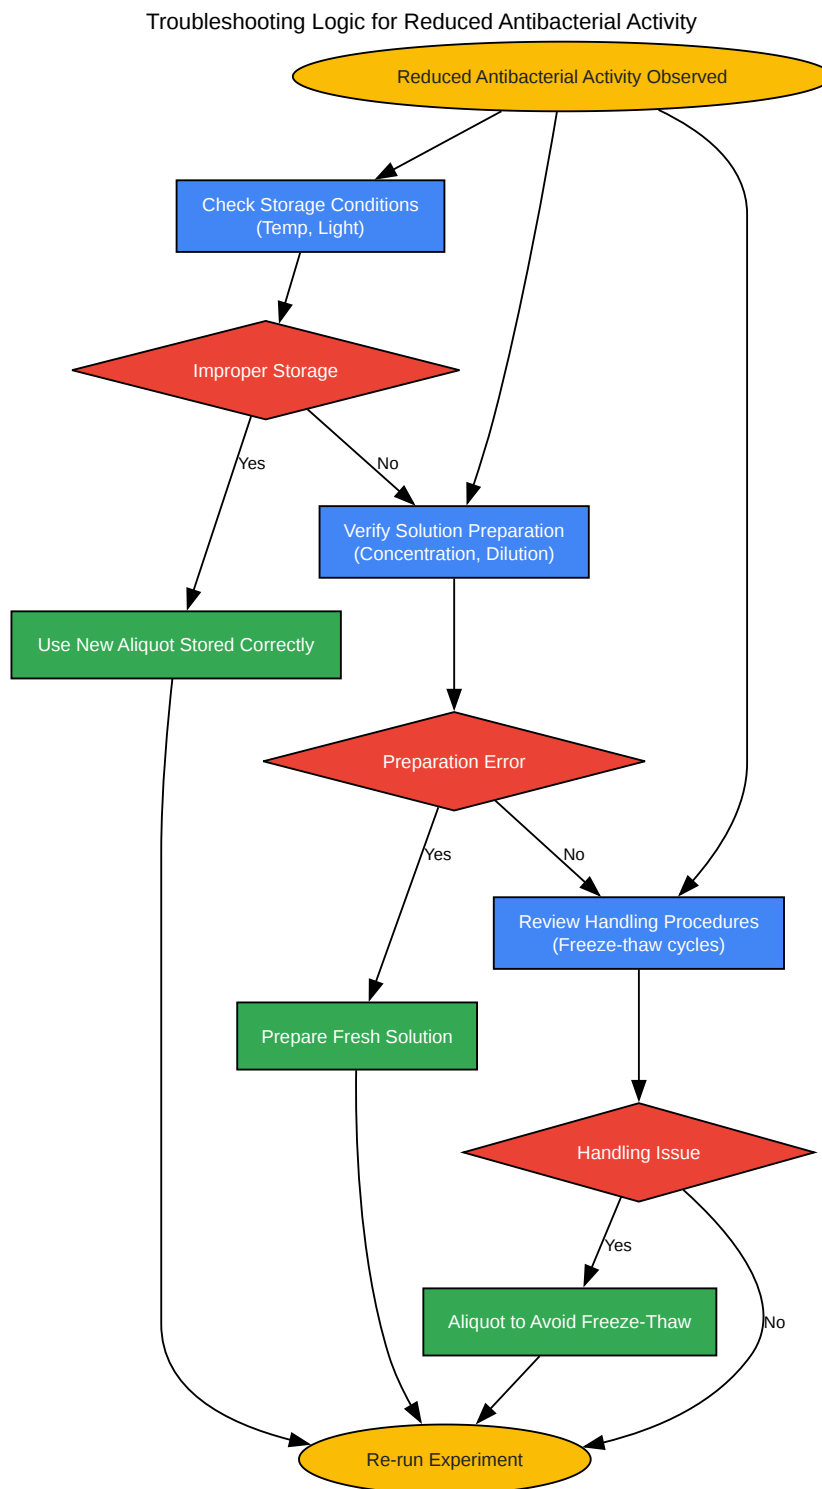 Troubleshooting Logic for Reduced Antibacterial Activity
Reduced Antibacterial Activity Observed
Check Storage Conditions
(Temp, Light)
Improper Storage
Yes
No
Verify Solution Preparation
(Concentration, Dilution)
Use New Aliquot Stored Correctly
Preparation Error
Yes
No
Review Handling Procedures
(Freeze-thaw cycles)
Prepare Fresh Solution
Handling Issue
Yes
Aliquot to Avoid Freeze-Thaw
No
Re-run Experiment